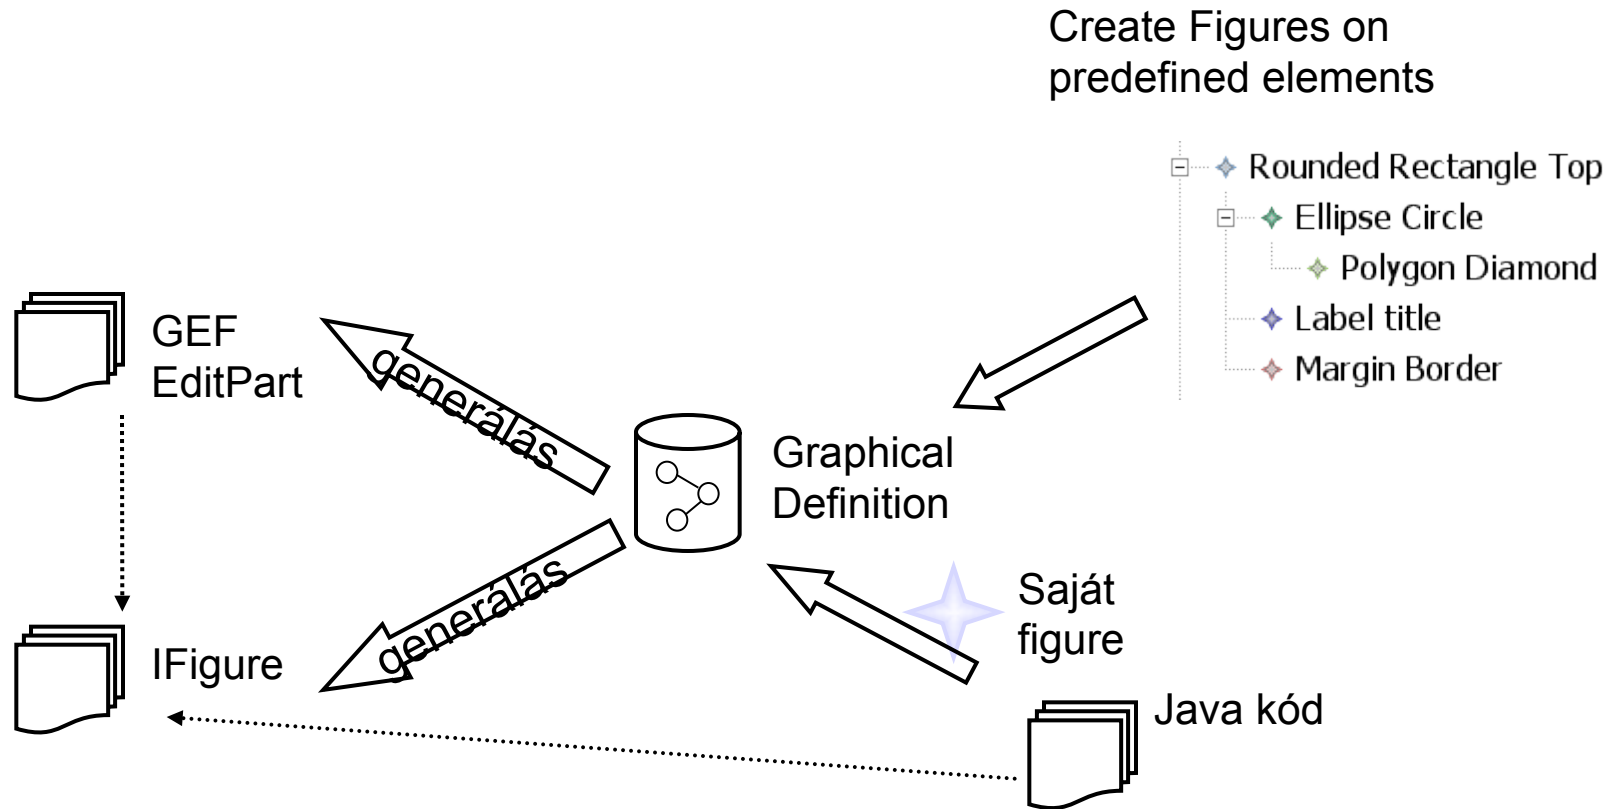 Create Figures on
predefined elements
Rounded Rectangle Top
Ellipse Circle
Polygon Diamond
Label title
Margin Border
GEF
EditPart
generálás
Graphical
Definition
generálás
Saját
figure
IFigure
Java kód